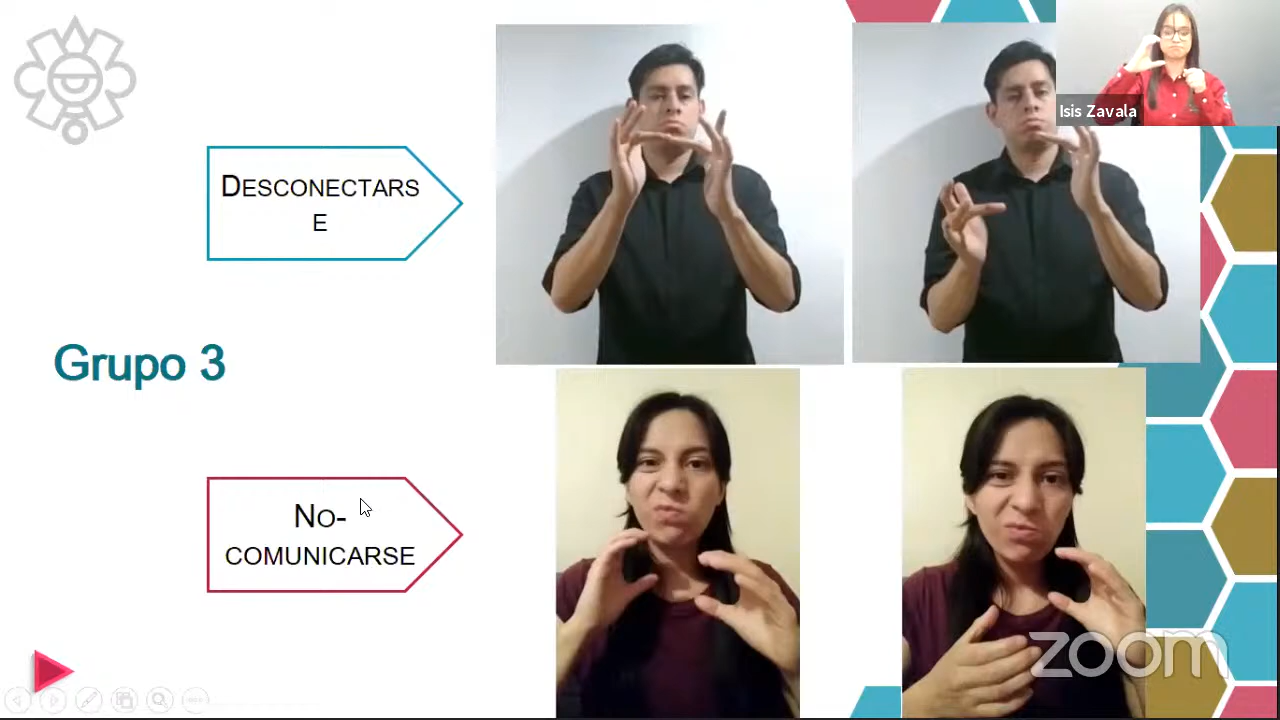 Isis Zavala
DESCONECTARS
E
Grupo 3
NO-
COMUNICARSE
zoom